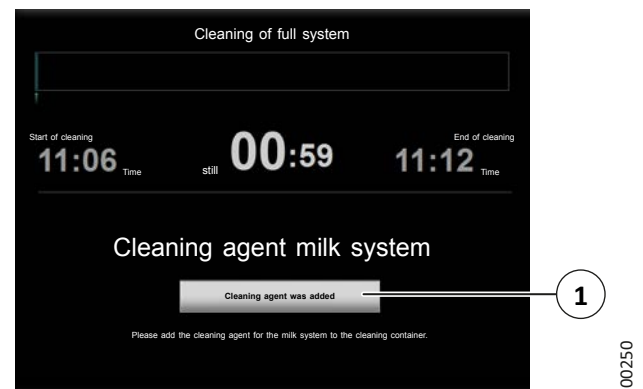 Cleaning of full system
Start of cleaning
11:06 Time
still 00:59
End of cleaning
11:12 Time
Cleaning agent milk system
Cleaning agent was added
1
Please add the cleaning agent for the milk system to the cleaning container.
00250